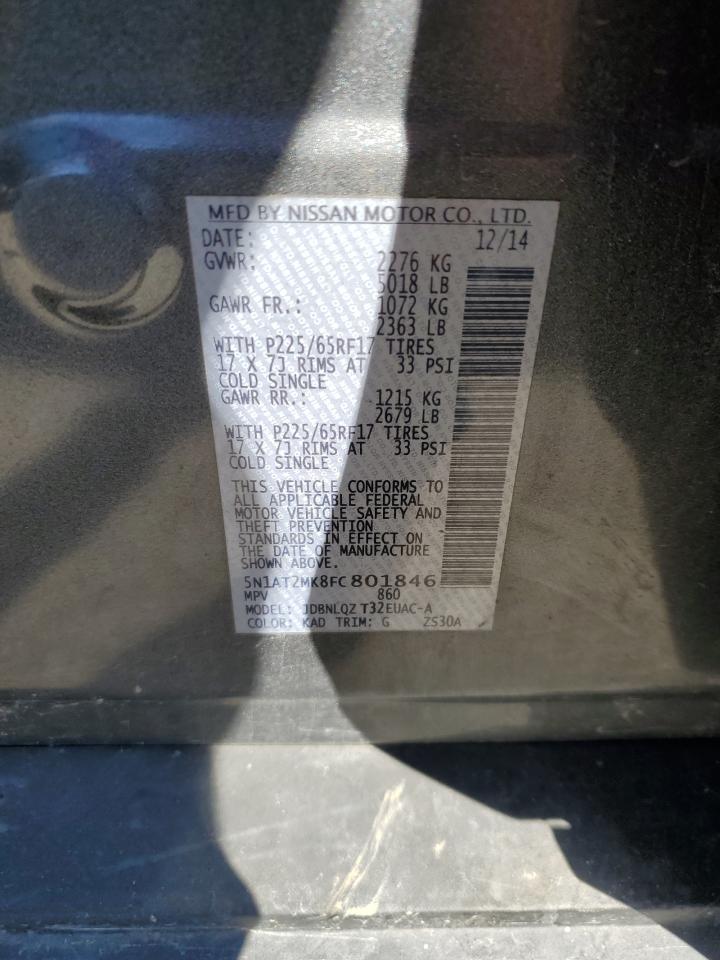 MFD BY NISSAN MOTOR CO., LTD.
DATE: 12/14
GVWR: 2276 KG
5018 LB
GAWR FR.: 1072 KG
2363 LB
WITH P225/65RF17 TIRES
17 X 7J RIMS AT 33 PSI
COLD SINGLE
GAWR RR.: 1215 KG
2679 LB
WITH P225/65RF17 TIRES
17 X 7J RIMS AT 33 PSI
COLD SINGLE
THIS VEHICLE CONFORMS TO
ALL APPLICABLE FEDERAL
MOTOR VEHICLE SAFETY AND
THEFT PREVENTION
STANDARDS IN EFFECT ON
THE DATE OF MANUFACTURE
SHOWN ABOVE.
5N1AT2MK8FC801846
MPV 860
MODEL: JDBNLQZ T32EUAC-A
COLOR: KAD TRIM: G ZS30A